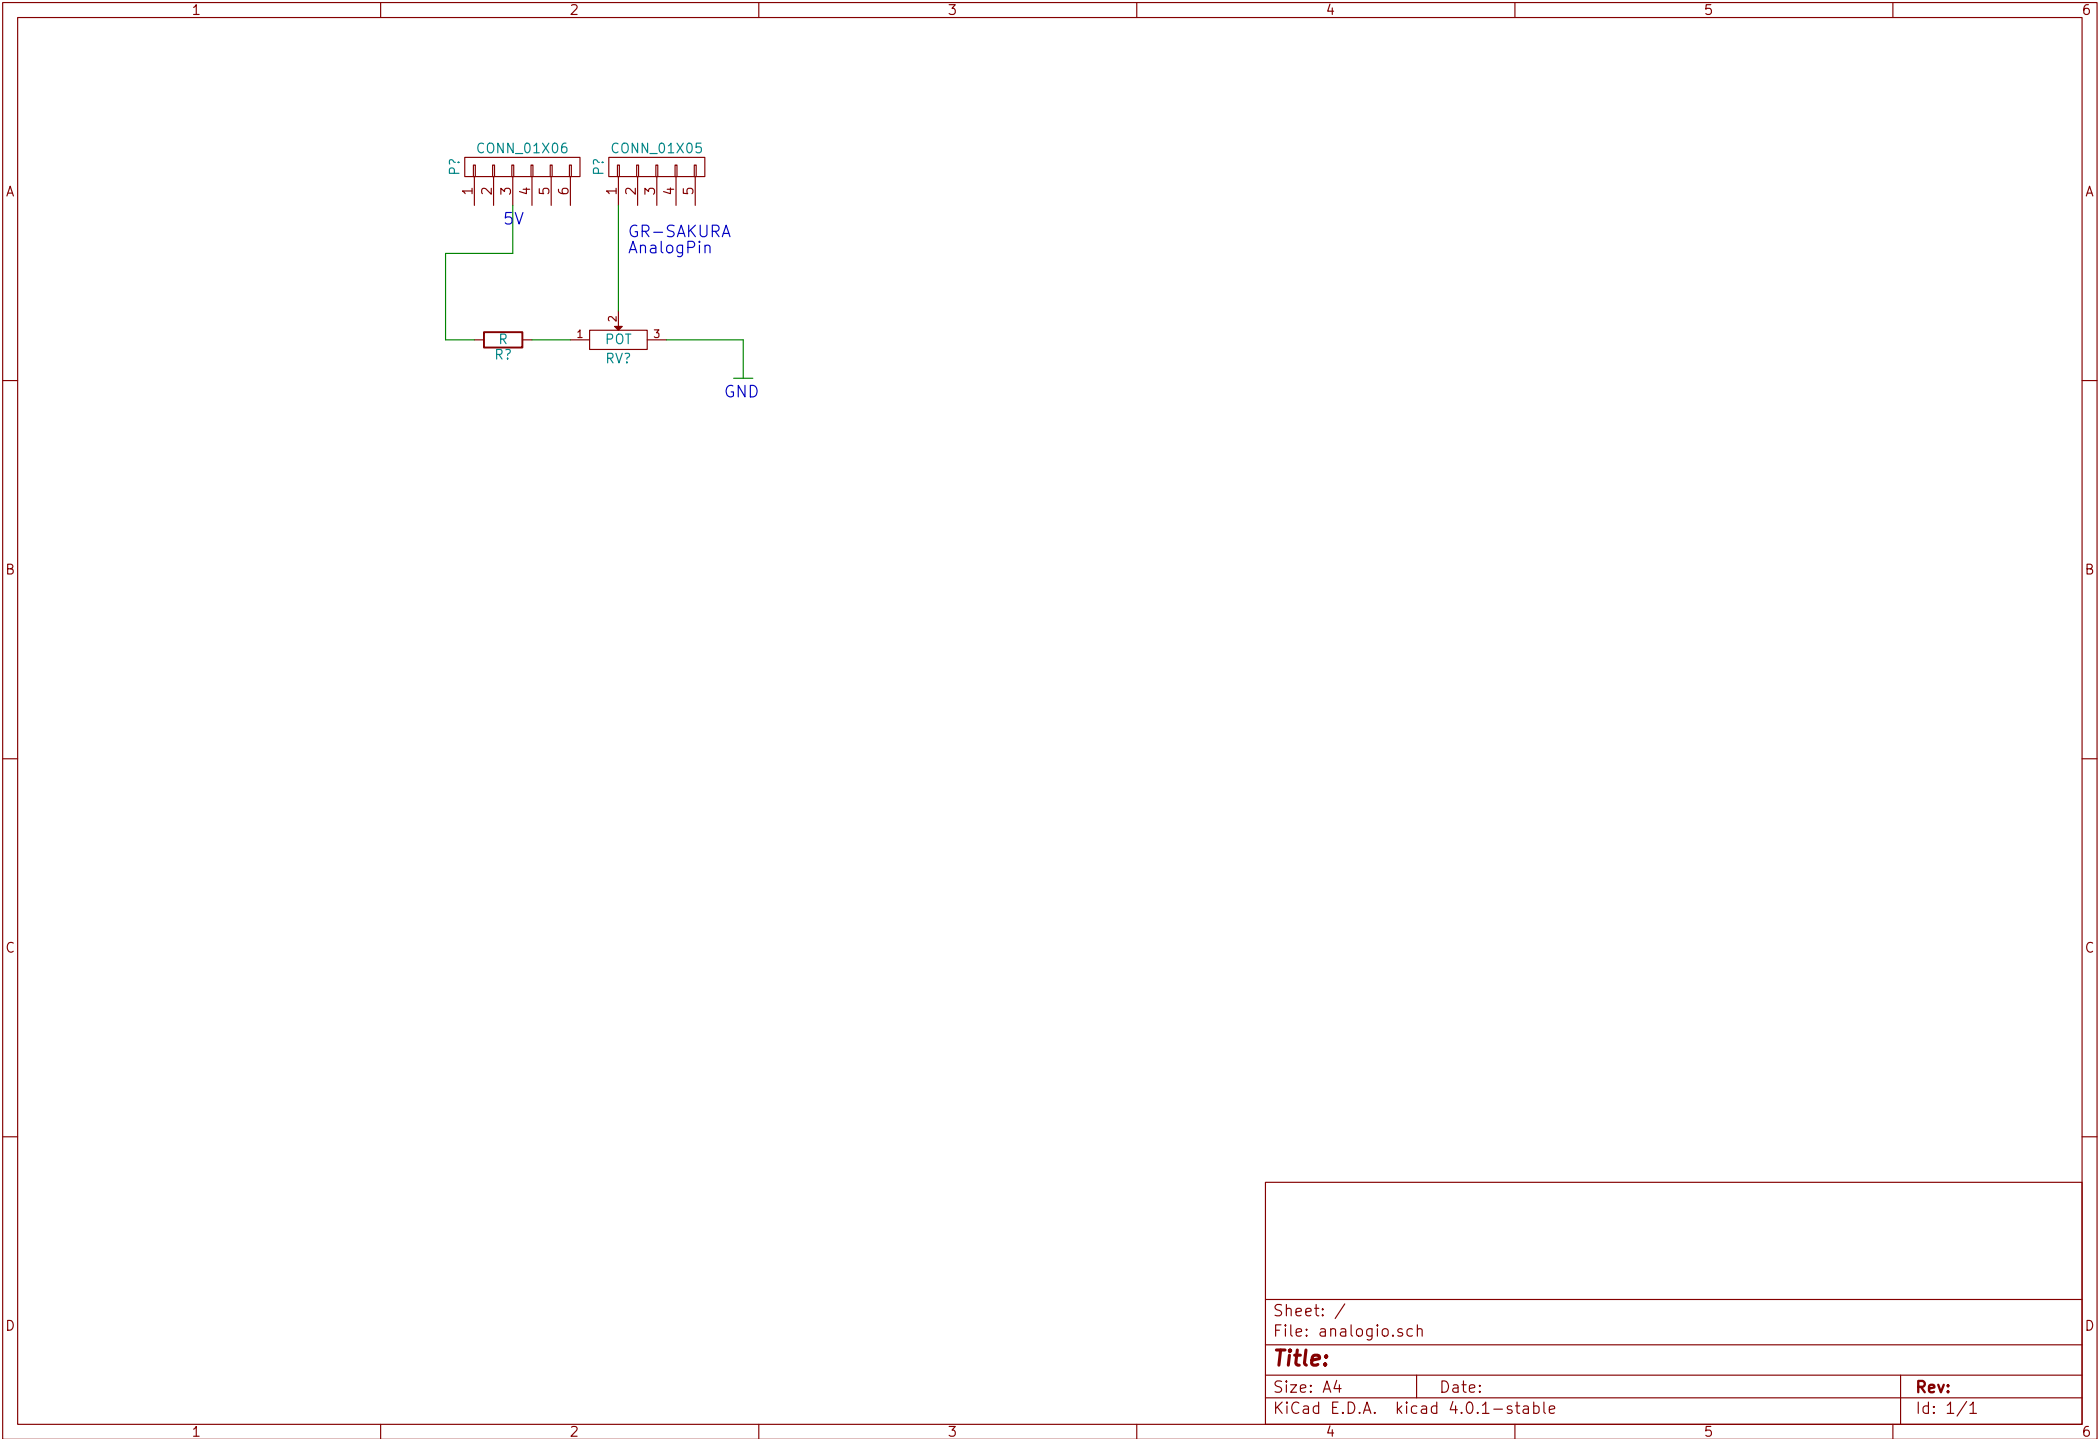 1 2 3 4 5 6
CONN_01X06 CONN_01X05
P? P?
A A
1 2 3 4 5 6 1 2 3 4 5
5V
GR-SAKURA
AnalogPin
2
R 1 POT 3
R? RV?
GND
B B
C C
Sheet: /
D D
File: analogio.sch
Title:
Size: A4 Date: Rev:
KiCad E.D.A. kicad 4.0.1-stable Id: 1/1
1 2 3 4 5 6